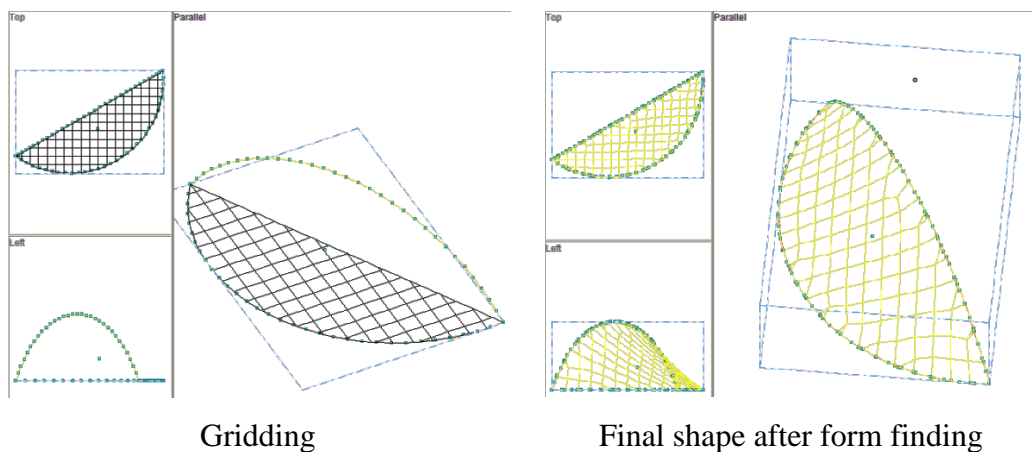 Top
Parallel
Left
Top
Parallel
Left
Gridding
Final shape after form finding